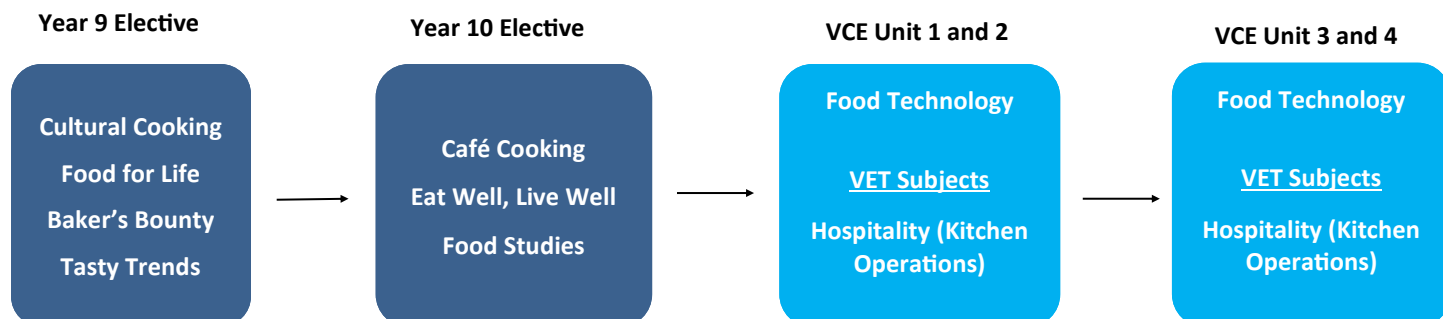 Year 9 Elective
Cultural Cooking
Food for Life
Baker’s Bounty
Tasty Trends
Year 10 Elective
Café Cooking
Eat Well, Live Well
Food Studies
VCE Unit 1 and 2
Food Technology
VET Subjects
Hospitality (Kitchen
Operations)
VCE Unit 3 and 4
Food Technology
VET Subjects
Hospitality (Kitchen
Operations)